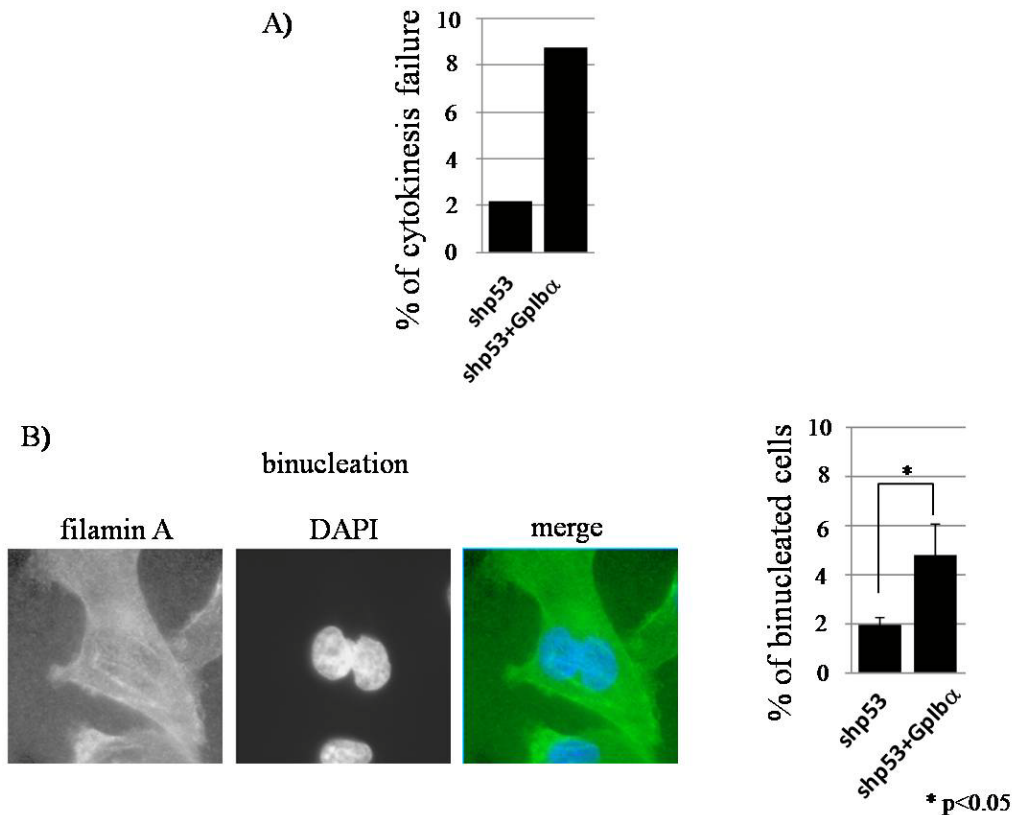 A)
% of cytokinesis failure
10
8
6
4
2
0
shp53
shp53+GpIbα
B)
binucleation
filamin A
DAPI
merge
% of binucleated cells
10
8
6
4
2
0
*
shp53
shp53+GpIbα
* p<0.05